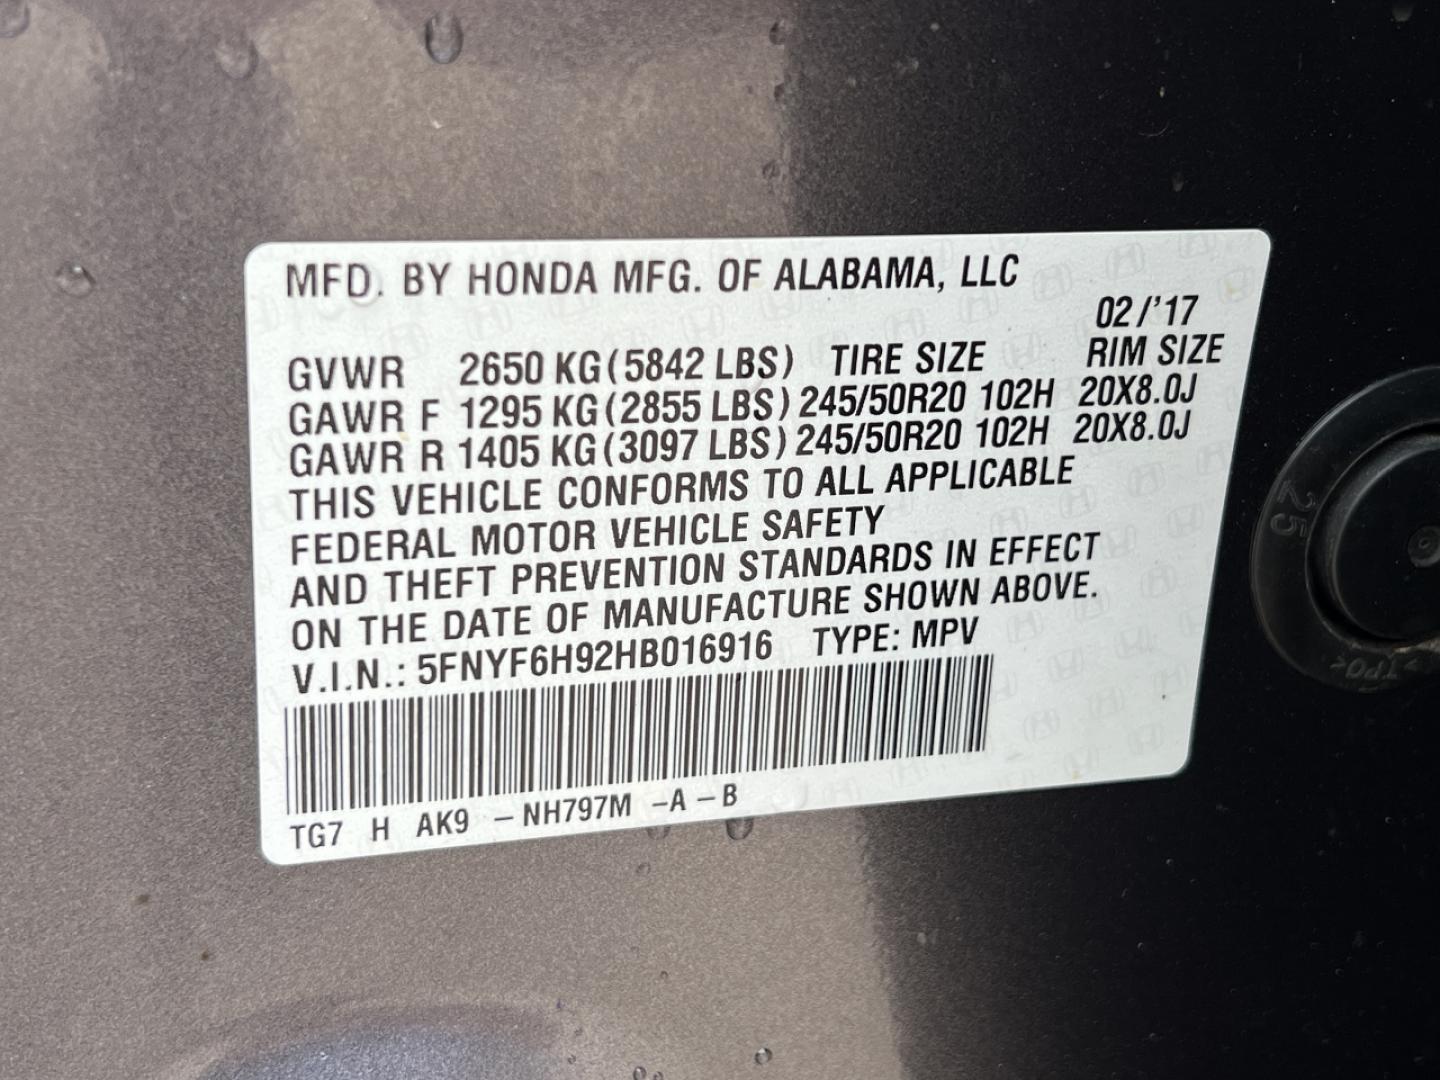 MFD. BY HONDA MFG. OF ALABAMA, LLC
02/'17
GVWR 2650 KG(5842 LBS) TIRE SIZE RIM SIZE
GAWR F 1295 KG(2855 LBS) 245/50R20 102H 20X8.0J
GAWR R 1405 KG(3097 LBS) 245/50R20 102H 20X8.0J
THIS VEHICLE CONFORMS TO ALL APPLICABLE
FEDERAL MOTOR VEHICLE SAFETY
AND THEFT PREVENTION STANDARDS IN EFFECT
ON THE DATE OF MANUFACTURE SHOWN ABOVE.
V.I.N.: 5FNYF6H92HB016916 TYPE: MPV
TG7 H AK9 -NH797M -A-B
25
>TPO<